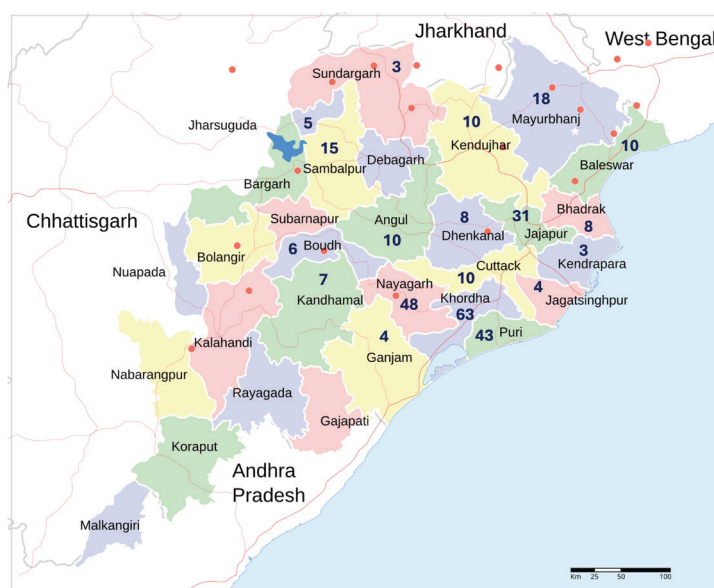 Jharkhand
West Bengal
3
Sundargarh
18
Mayurbhanj
5
10
Jharsuguda
15
Kendujhar
10
Debagarh
Baleswar
Sambalpur
Bargarh
Bhadrak
Subarnapur
Angul
8
31
8
Chhattisgarh
Dhenkanal
Jajapur
6
Boudh
10
3
Bolangir
Kendrapara
Nuapada
Cuttack
7
10
4
Nayagarh
Kandhamal
Khordha
Jagatsinghpur
48
63
Kalahandi
4
43
Puri
Ganjam
Nabarangpur
Rayagada
Gajapati
Koraput
Andhra
Pradesh
Malkangiri
Km 25 50 100